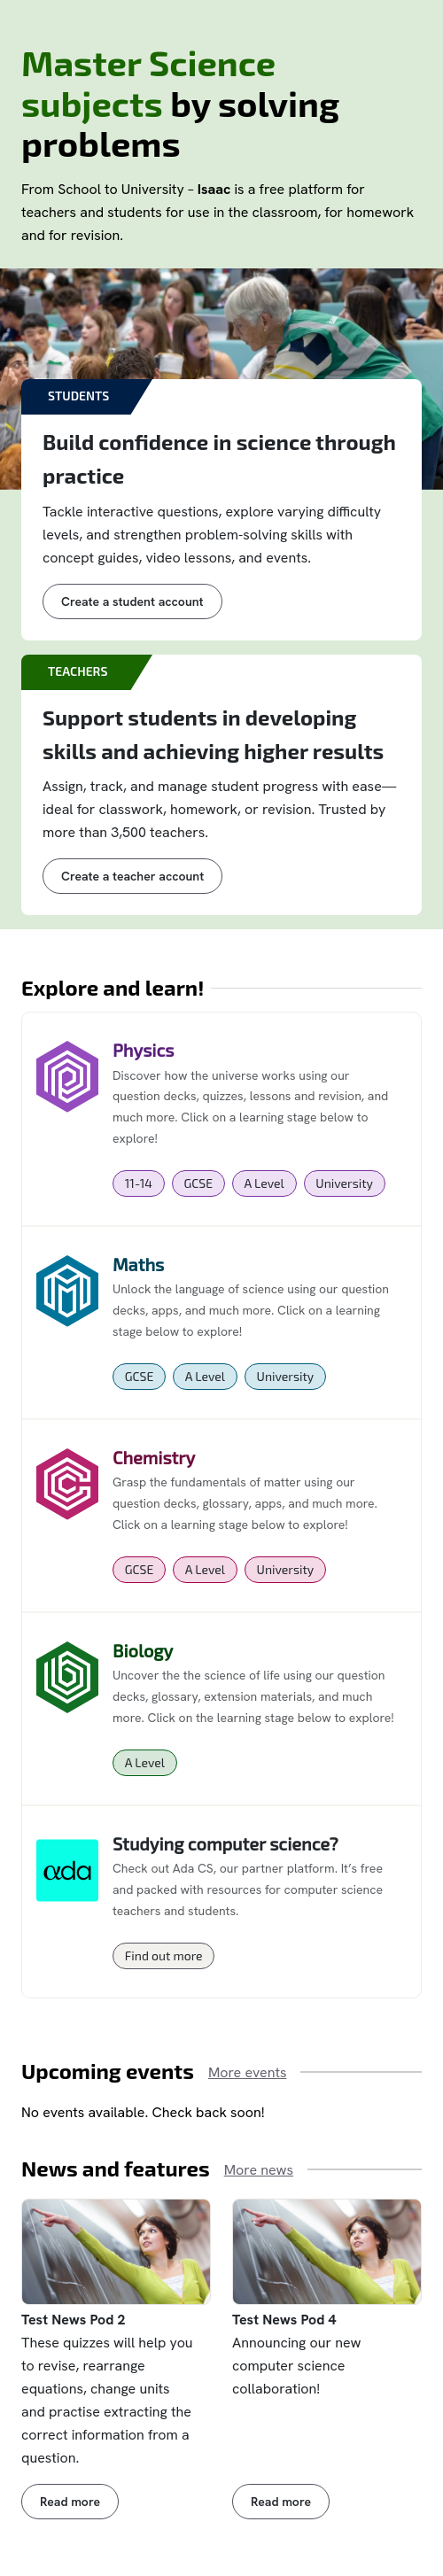 Master Science
subjects by solving
problems
From School to University – Isaac is a free platform for
teachers and students for use in the classroom, for homework
and for revision.
STUDENTS
Build confidence in science through
practice
Tackle interactive questions, explore varying difficulty
levels, and strengthen problem-solving skills with
concept guides, video lessons, and events.
Create a student account
TEACHERS
Support students in developing
skills and achieving higher results
Assign, track, and manage student progress with ease—
ideal for classwork, homework, or revision. Trusted by
more than 3,500 teachers.
Create a teacher account
Explore and learn!
Physics
Discover how the universe works using our
question decks, quizzes, lessons and revision, and
much more. Click on a learning stage below to
explore!
11-14 GCSE A Level University
Maths
Unlock the language of science using our question
decks, apps, and much more. Click on a learning
stage below to explore!
GCSE A Level University
Chemistry
Grasp the fundamentals of matter using our
question decks, glossary, apps, and much more.
Click on a learning stage below to explore!
GCSE A Level University
Biology
Uncover the the science of life using our question
decks, glossary, extension materials, and much
more. Click on the learning stage below to explore!
A Level
αda
Studying computer science?
Check out Ada CS, our partner platform. It’s free
and packed with resources for computer science
teachers and students.
Find out more
Upcoming events More events
No events available. Check back soon!
News and features More news
Test News Pod 2
These quizzes will help you
to revise, rearrange
equations, change units
and practise extracting the
correct information from a
question.
Read more
Test News Pod 4
Announcing our new
computer science
collaboration!
Read more